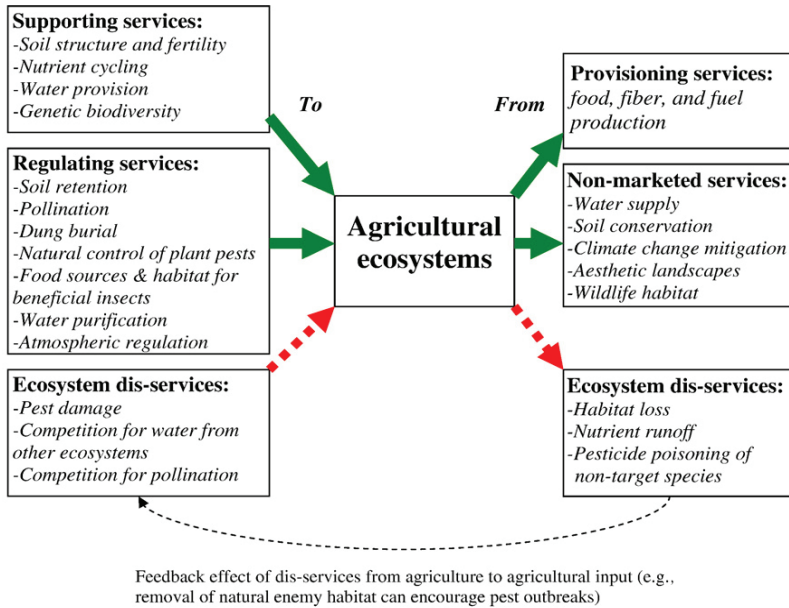 Supporting services:
-Soil structure and fertility
-Nutrient cycling
-Water provision
-Genetic biodiversity
To
From
Provisioning services:
food, fiber, and fuel
production
Regulating services:
-Soil retention
-Pollination
-Dung burial
-Natural control of plant pests
-Food sources & habitat for
beneficial insects
-Water purification
-Atmospheric regulation
Agricultural
ecosystems
Non-marketed services:
-Water supply
-Soil conservation
-Climate change mitigation
-Aesthetic landscapes
-Wildlife habitat
Ecosystem dis-services:
-Pest damage
-Competition for water from
other ecosystems
-Competition for pollination
Ecosystem dis-services:
-Habitat loss
-Nutrient runoff
-Pesticide poisoning of
non-target species
Feedback effect of dis-services from agriculture to agricultural input (e.g.,
removal of natural enemy habitat can encourage pest outbreaks)